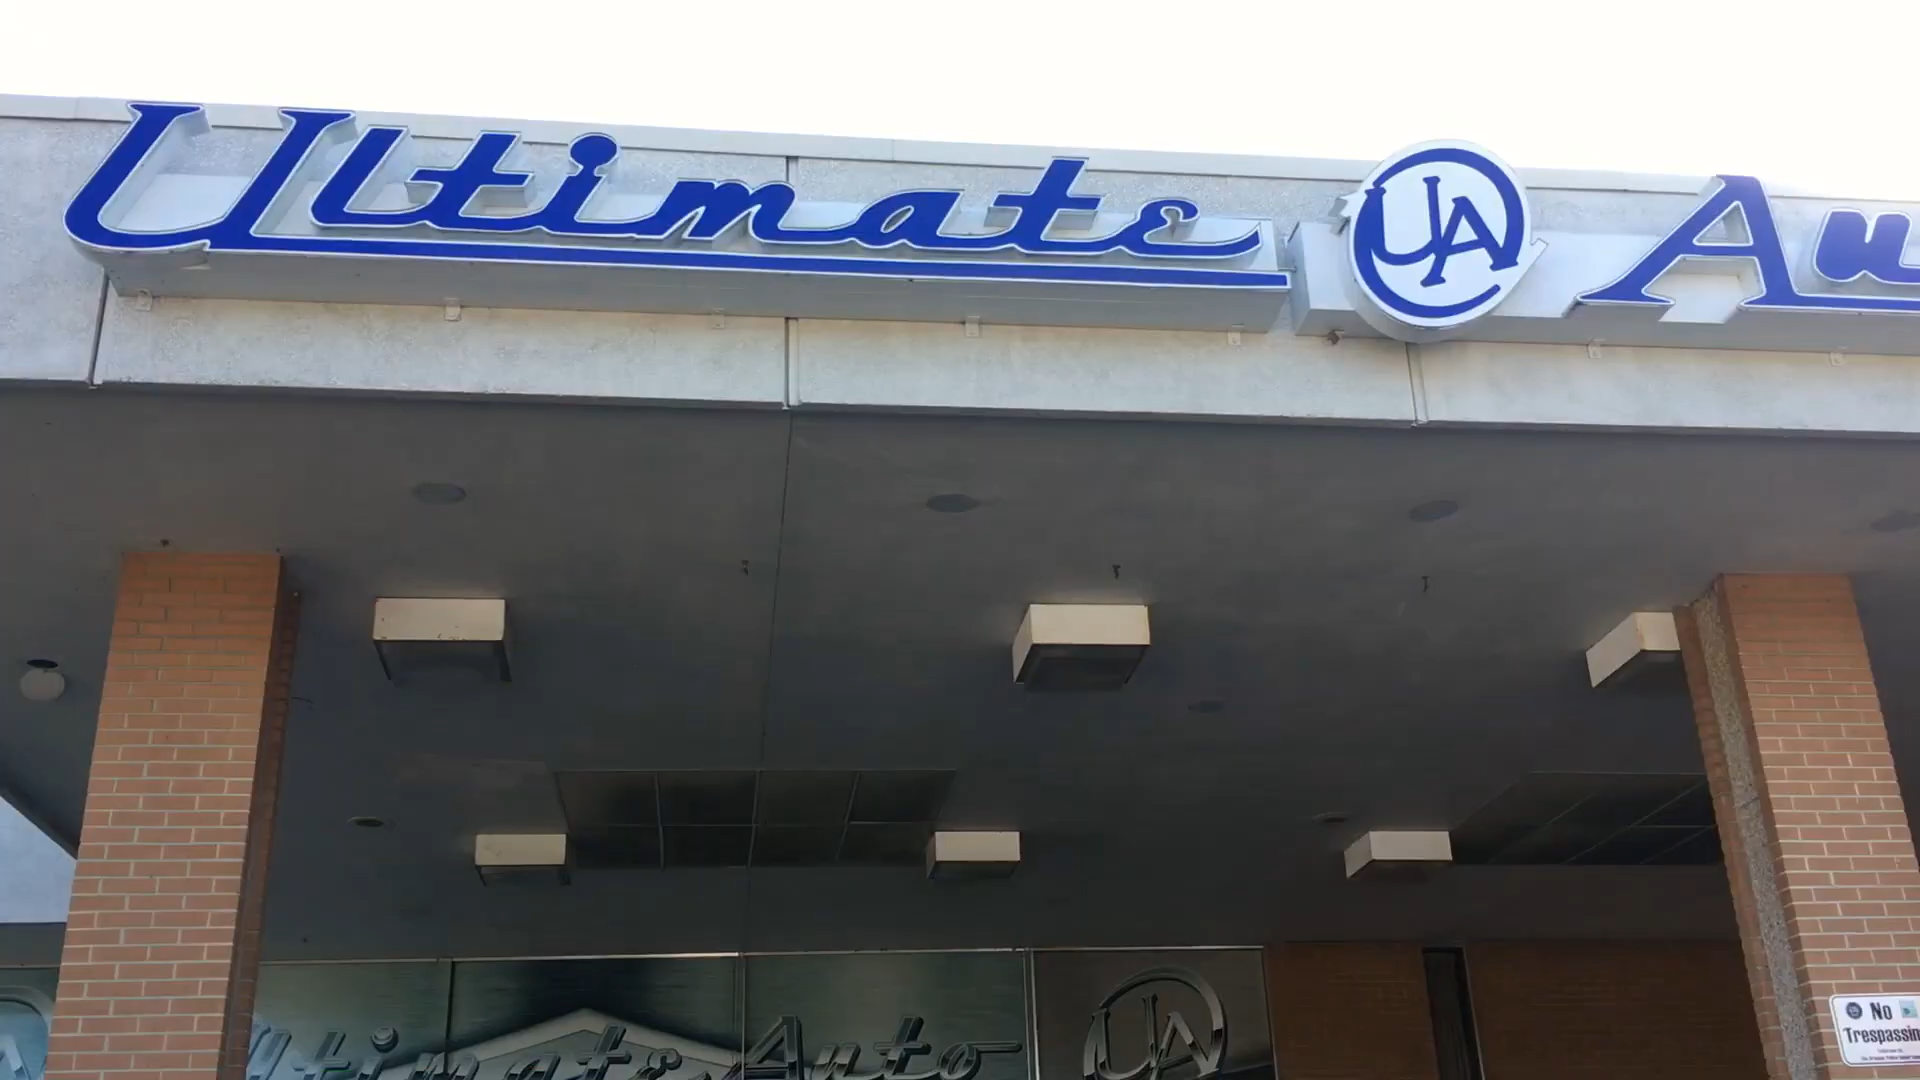 Ultimate UA Au
Ultimate Auto UA
No
Trespassin